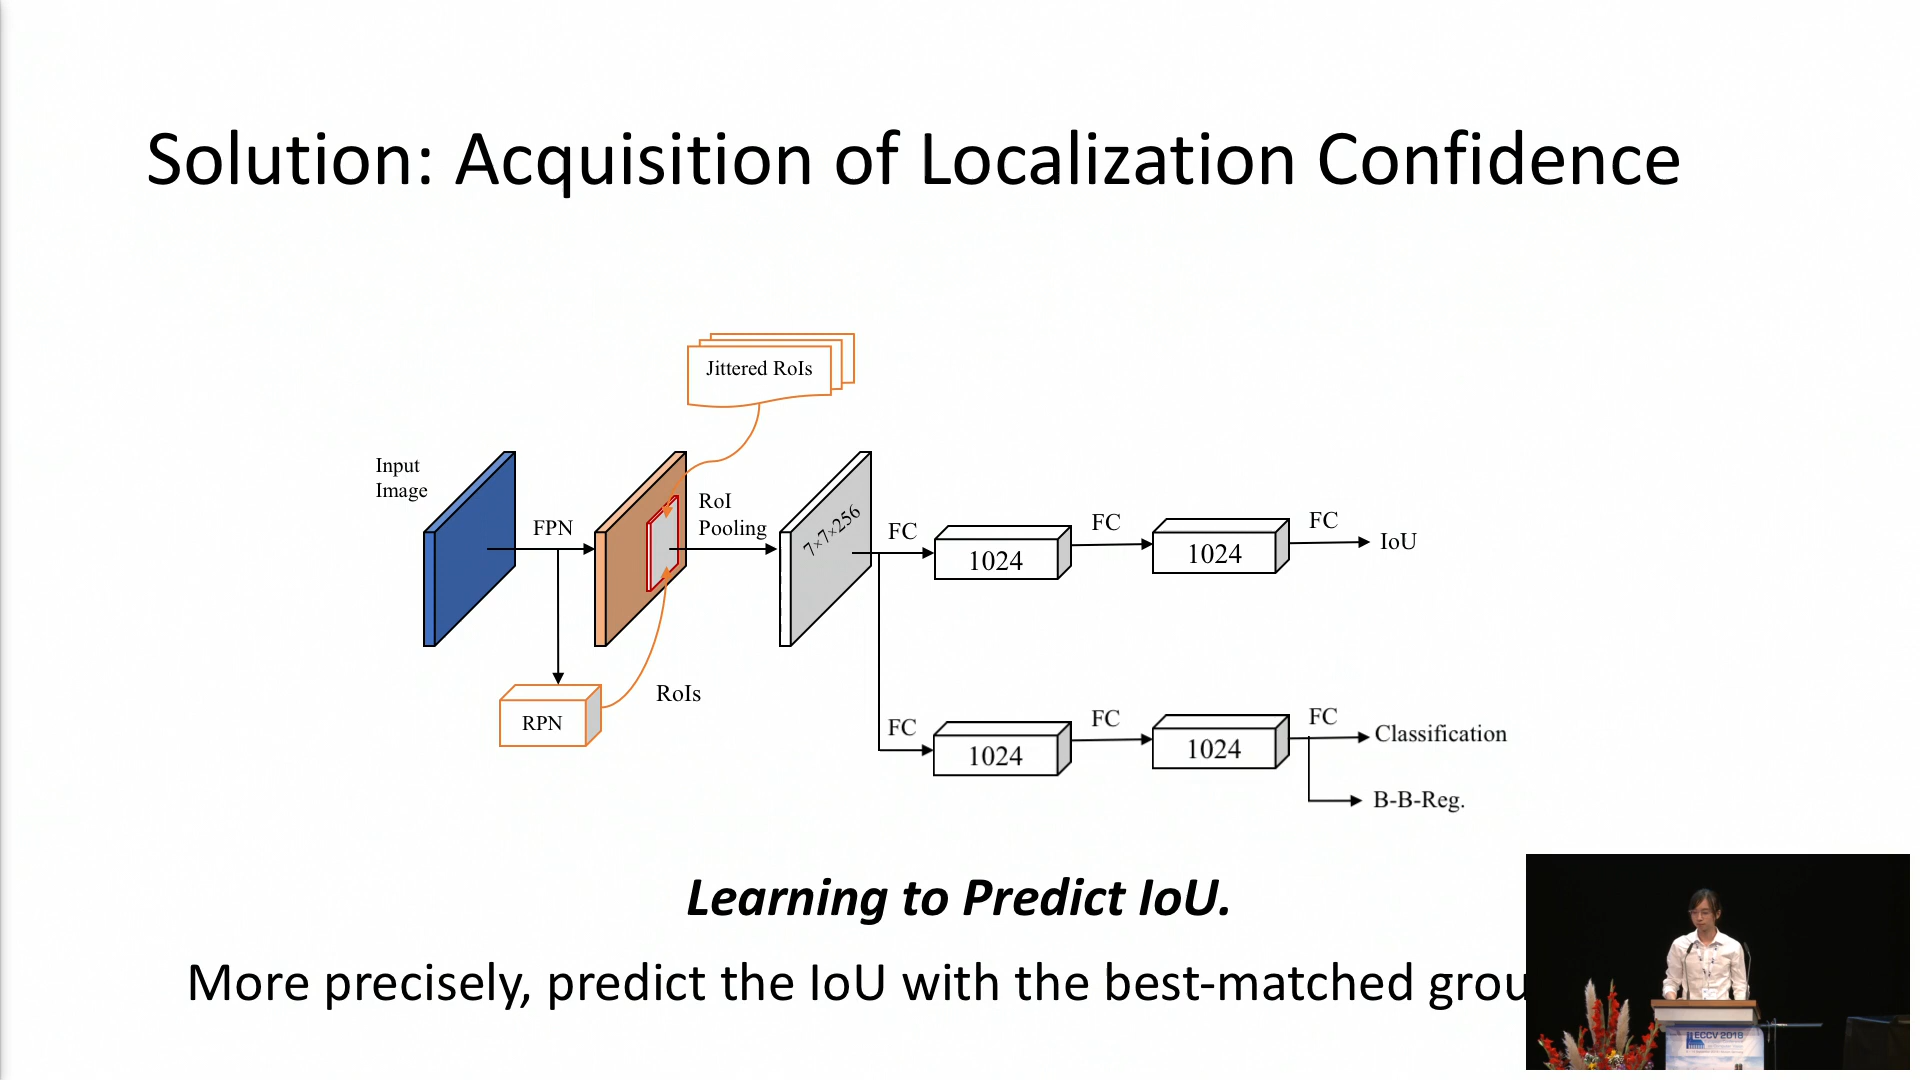 Solution: Acquisition of Localization Confidence
Jittered RoIs
Input
Image
FPN
RoI
Pooling
7×7×256
FC
1024
FC
1024
FC
IoU
RPN
RoIs
FC
1024
FC
1024
FC
Classification
B-B-Reg.
Learning to Predict IoU.
More precisely, predict the IoU with the best-matched grou
ECCV 2018